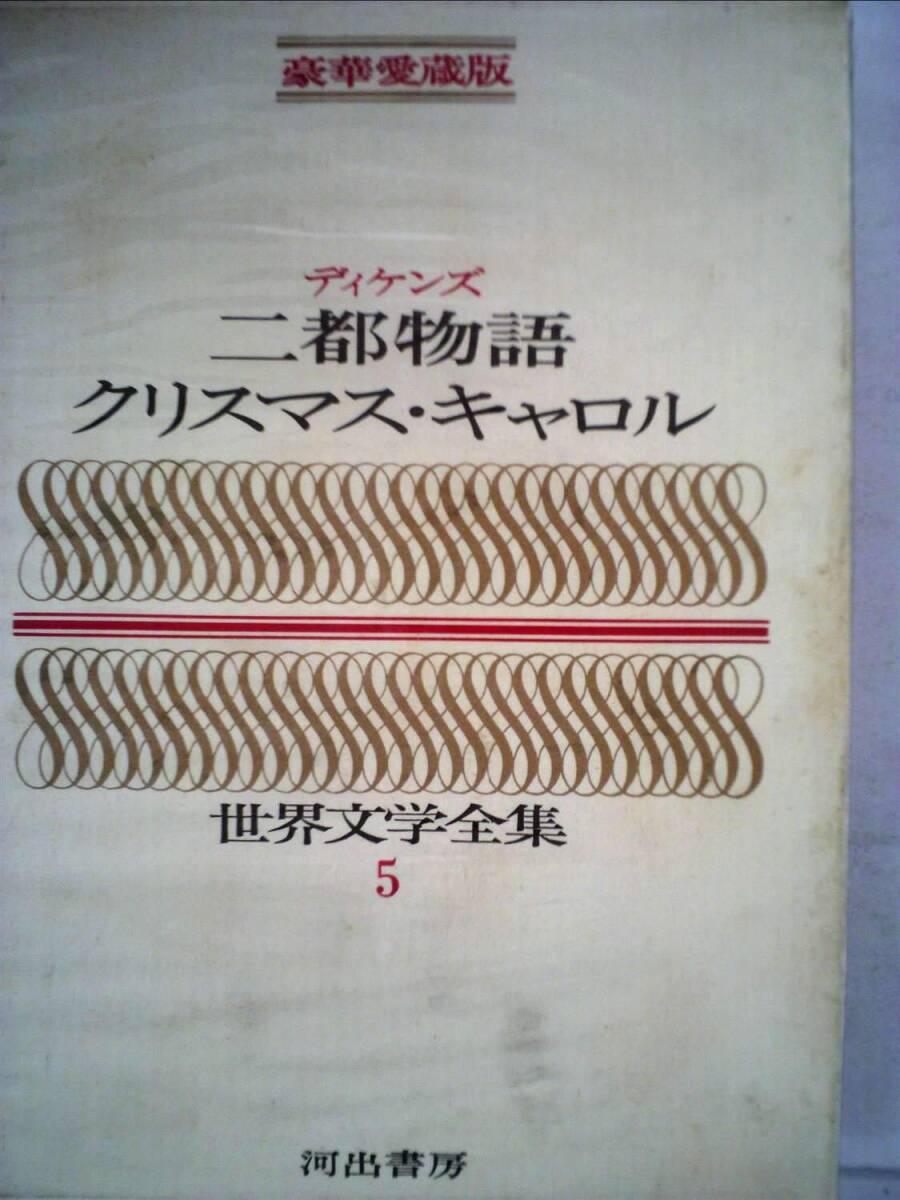 豪華愛蔵版
ディケンズ
二都物語
クリスマス・キャロル
世界文学全集
5
河出書房